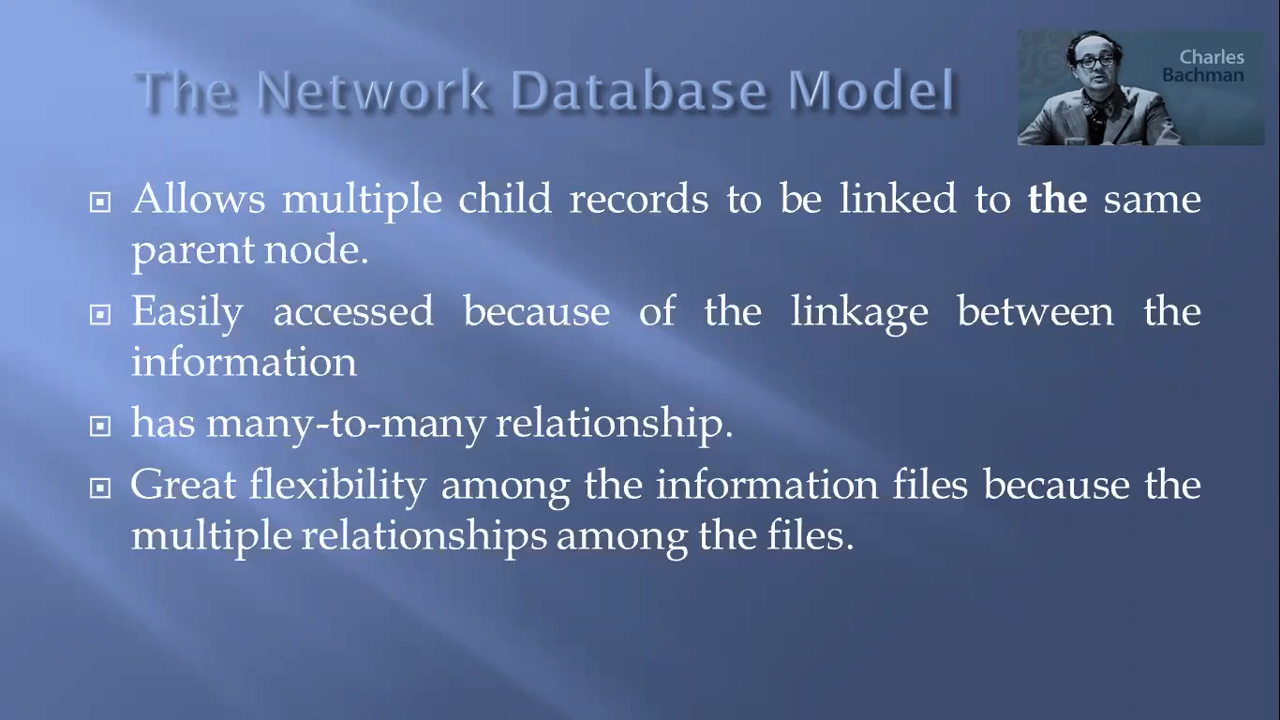 The Network Database Model
Charles
Bachman
Allows multiple child records to be linked to the same
parent node.
Easily accessed because of the linkage between the
information
has many-to-many relationship.
Great flexibility among the information files because the
multiple relationships among the files.